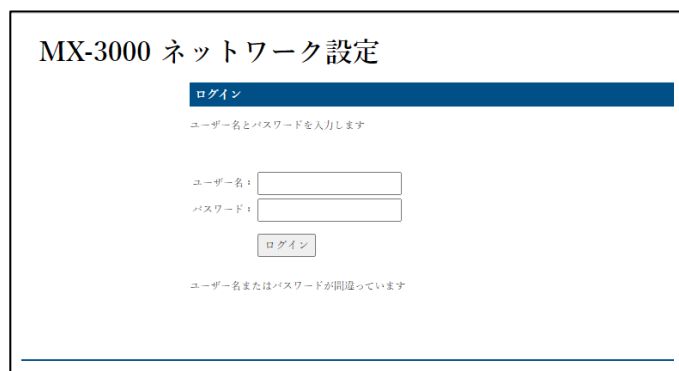 MX-3000 ネットワーク設定
ログイン
ユーザー名とパスワードを入力します
ユーザー名：
パスワード：
ログイン
ユーザー名またはパスワードが間違っています